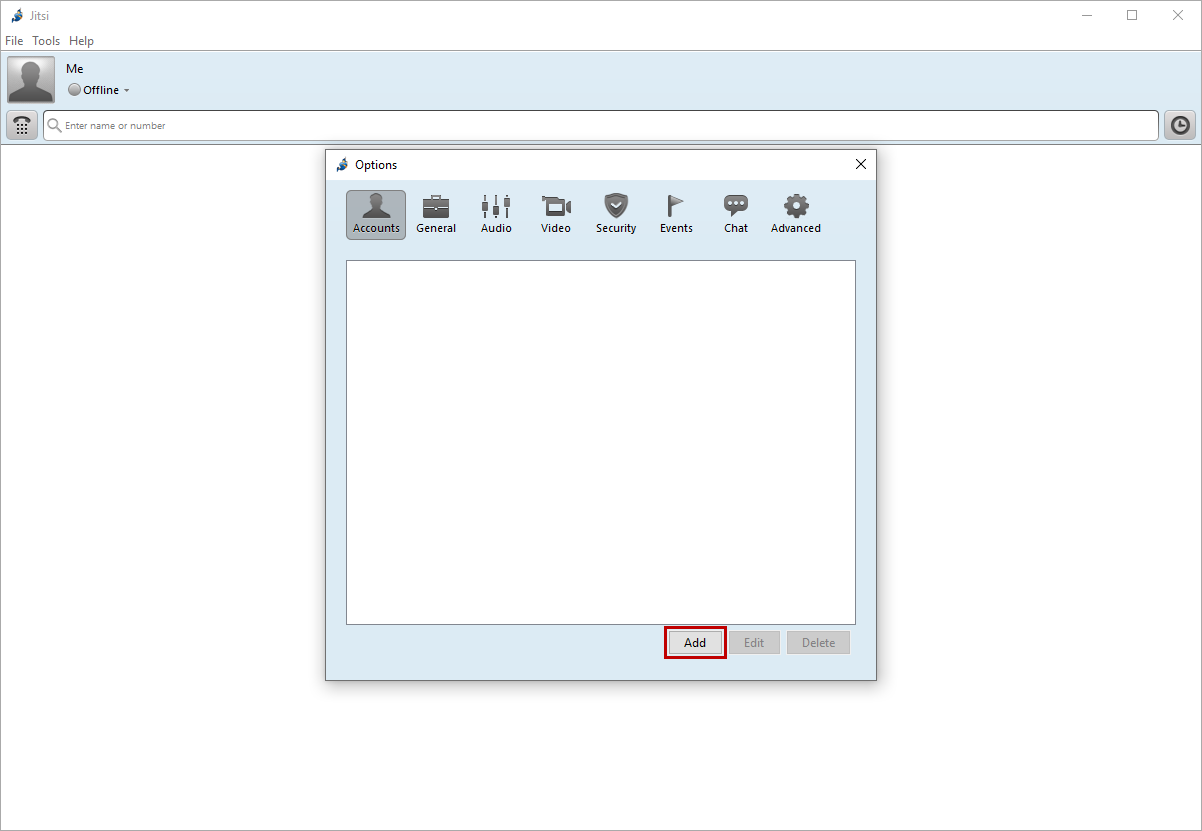 Jitsi
File Tools Help
Me
Offline
Enter name or number
Options
Accounts General Audio Video Security Events Chat Advanced
Add Edit Delete